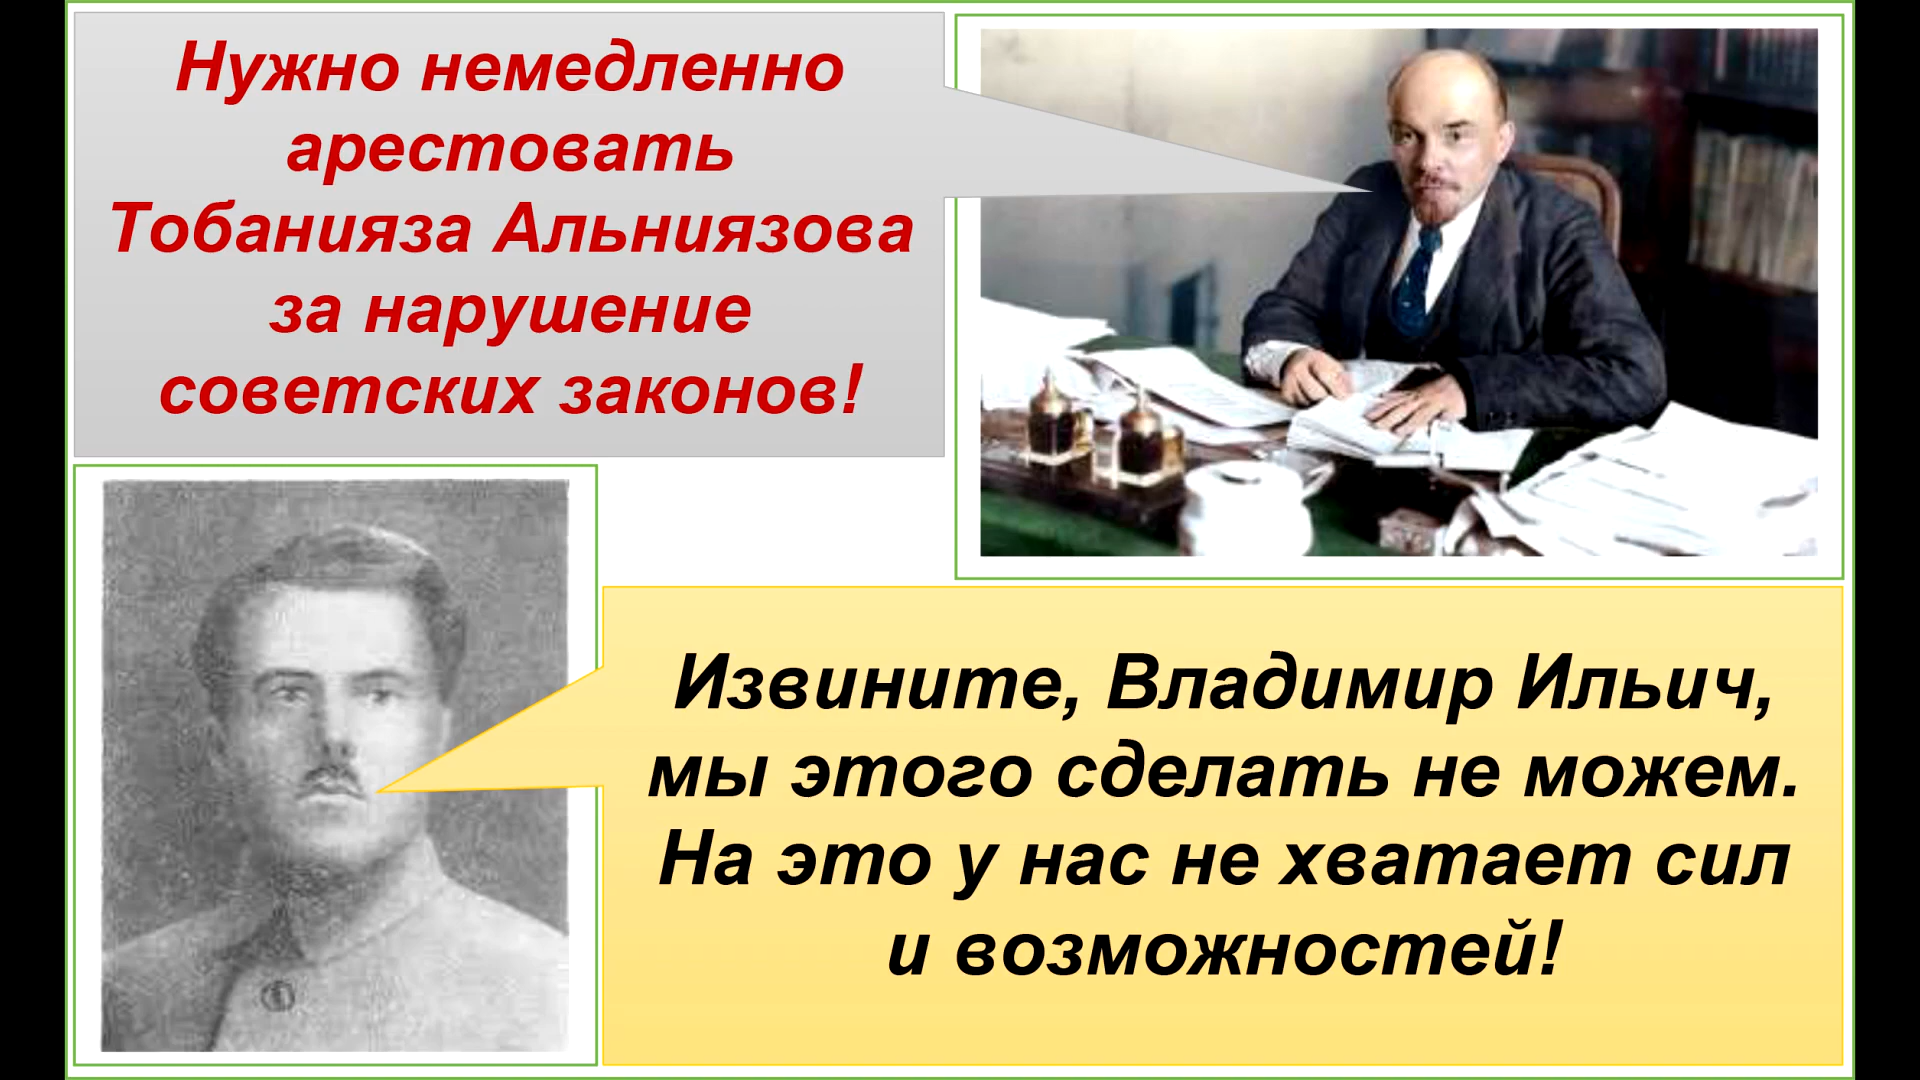 Нужно немедленно
арестовать
Тобанияза Альниязова
за нарушение
советских законов!
Извините, Владимир Ильич,
мы этого сделать не можем.
На это у нас не хватает сил
и возможностей!